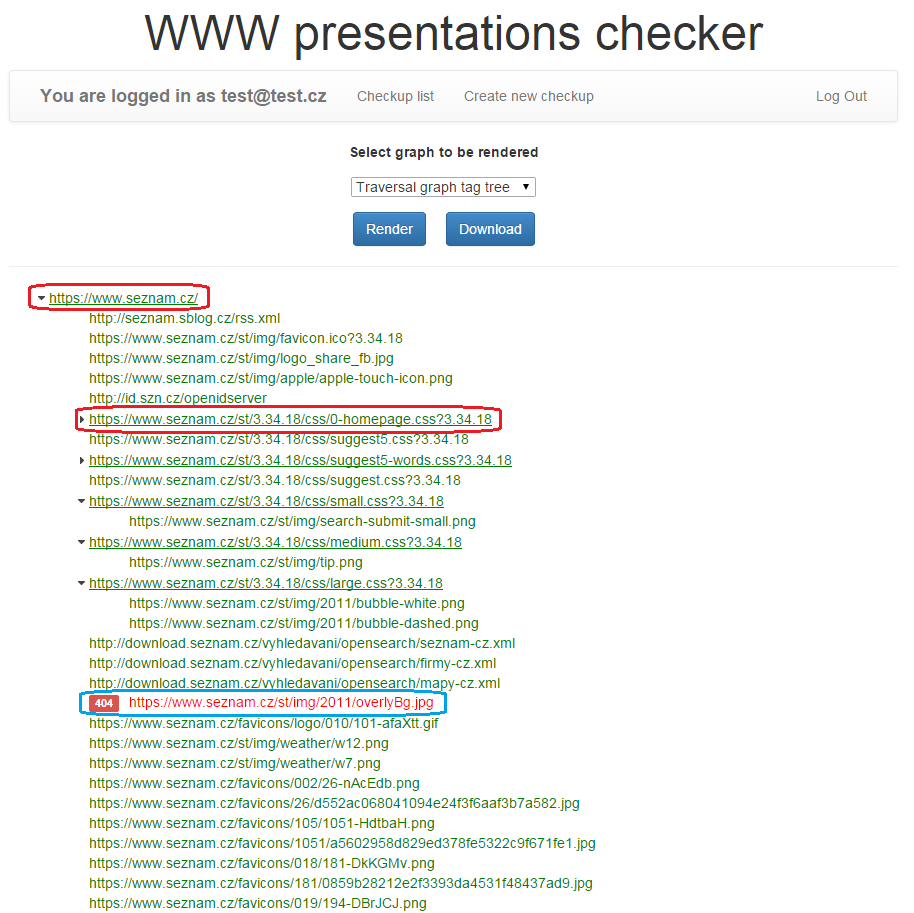 WWW presentations checker
You are logged in as test@test.cz Checkup list Create new checkup Log Out
Select graph to be rendered
Traversal graph tag tree
Render Download
https://www.seznam.cz/
http://seznam.sblog.cz/rss.xml
https://www.seznam.cz/st/img/favicon.ico?3.34.18
https://www.seznam.cz/st/img/logo_share_fb.jpg
https://www.seznam.cz/st/img/apple/apple-touch-icon.png
http://id.szn.cz/openidserver
https://www.seznam.cz/st/3.34.18/css/0-homepage.css?3.34.18
https://www.seznam.cz/st/3.34.18/css/suggest5.css?3.34.18
https://www.seznam.cz/st/3.34.18/css/suggest5-words.css?3.34.18
https://www.seznam.cz/st/3.34.18/css/suggest.css?3.34.18
https://www.seznam.cz/st/3.34.18/css/small.css?3.34.18
https://www.seznam.cz/st/img/search-submit-small.png
https://www.seznam.cz/st/3.34.18/css/medium.css?3.34.18
https://www.seznam.cz/st/img/tip.png
https://www.seznam.cz/st/3.34.18/css/large.css?3.34.18
https://www.seznam.cz/st/img/2011/bubble-white.png
https://www.seznam.cz/st/img/2011/bubble-dashed.png
http://download.seznam.cz/vyhledavani/opensearch/seznam-cz.xml
http://download.seznam.cz/vyhledavani/opensearch/firmy-cz.xml
http://download.seznam.cz/vyhledavani/opensearch/mapy-cz.xml
404 https://www.seznam.cz/st/img/2011/overlyBg.jpg
https://www.seznam.cz/favicons/logo/010/101-afaXtt.gif
https://www.seznam.cz/st/img/weather/w12.png
https://www.seznam.cz/st/img/weather/w7.png
https://www.seznam.cz/favicons/002/26-nAcEdb.png
https://www.seznam.cz/favicons/26/d552ac068041094e24f3f6aaf3b7a582.jpg
https://www.seznam.cz/favicons/105/1051-HdtbaH.png
https://www.seznam.cz/favicons/1051/a5602958d829ed378fe5322c9f671fe1.jpg
https://www.seznam.cz/favicons/018/181-DkKGMv.png
https://www.seznam.cz/favicons/181/0859b28212e2f3393da4531f48437ad9.jpg
https://www.seznam.cz/favicons/019/194-DBrJCJ.png